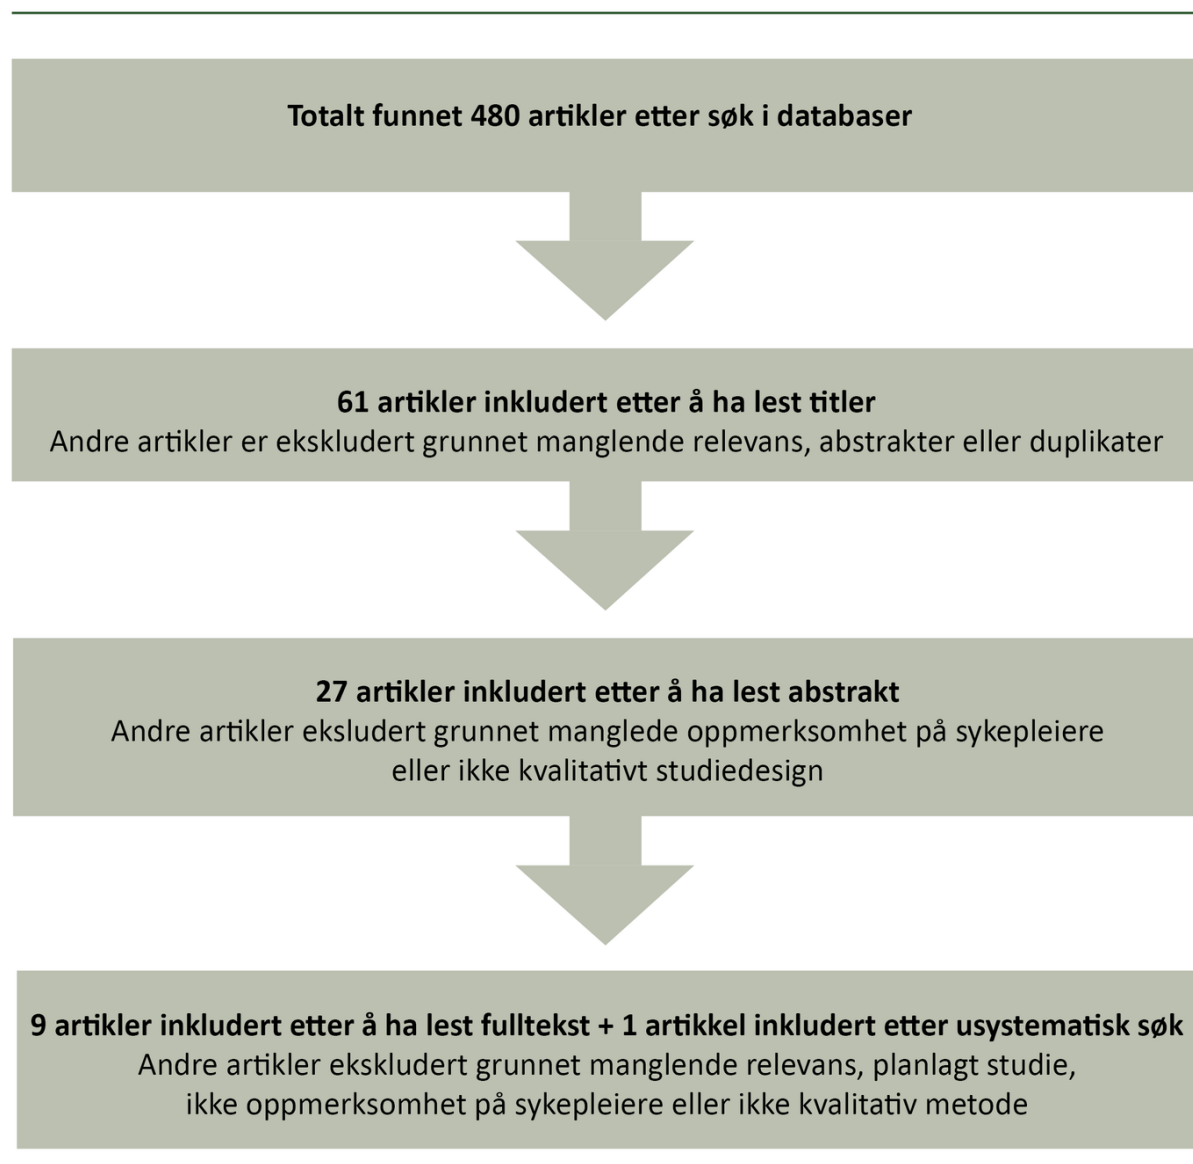 Totalt funnet 480 artikler etter søk i databaser
61 artikler inkludert etter å ha lest titler
Andre artikler er ekskludert grunnet manglende relevans, abstrakter eller duplikater
27 artikler inkludert etter å ha lest abstrakt
Andre artikler eksludert grunnet manglede oppmerksomhet på sykepleiere
eller ikke kvalitativt studiedesign
9 artikler inkludert etter å ha lest fulltekst + 1 artikkel inkludert etter usystematisk søk
Andre artikler ekskludert grunnet manglende relevans, planlagt studie,
ikke oppmerksomhet på sykepleiere eller ikke kvalitativ metode